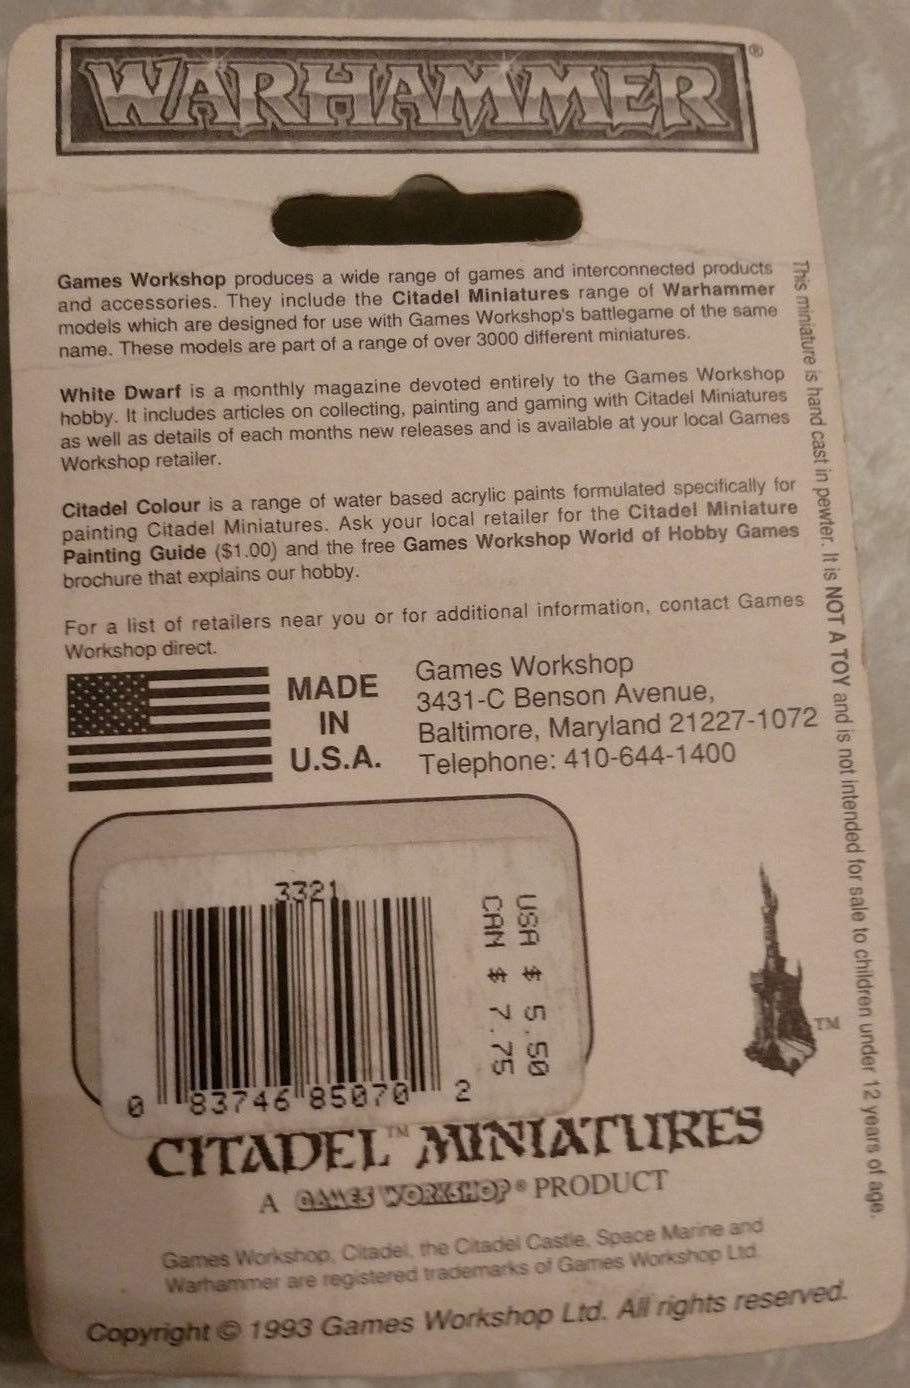 WARHAMMER®
Games Workshop produces a wide range of games and interconnected products
and accessories. They include the Citadel Miniatures range of Warhammer
models which are designed for use with Games Workshop's battlegame of the same
name. These models are part of a range of over 3000 different miniatures.
White Dwarf is a monthly magazine devoted entirely to the Games Workshop
hobby. It includes articles on collecting, painting and gaming with Citadel Miniatures
as well as details of each months new releases and is available at your local Games
Workshop retailer.
Citadel Colour is a range of water based acrylic paints formulated specifically for
painting Citadel Miniatures. Ask your local retailer for the Citadel Miniature
Painting Guide ($1.00) and the free Games Workshop World of Hobby Games
brochure that explains our hobby.
For a list of retailers near you or for additional information, contact Games
Workshop direct.
MADE
IN
U.S.A.
Games Workshop
3431-C Benson Avenue,
Baltimore, Maryland 21227-1072
Telephone: 410-644-1400
This miniature is hand cast in pewter. It is NOT A TOY and is not intended for sale to children under 12 years of age.
3321
USA $ 5.50
CAN $ 7.75
0 83746 85070 2
TM
CITADEL™ MINIATURES
A GAMES WORKSHOP® PRODUCT
Games Workshop, Citadel, the Citadel Castle, Space Marine and
Warhammer are registered trademarks of Games Workshop Ltd.
Copyright © 1993 Games Workshop Ltd. All rights reserved.